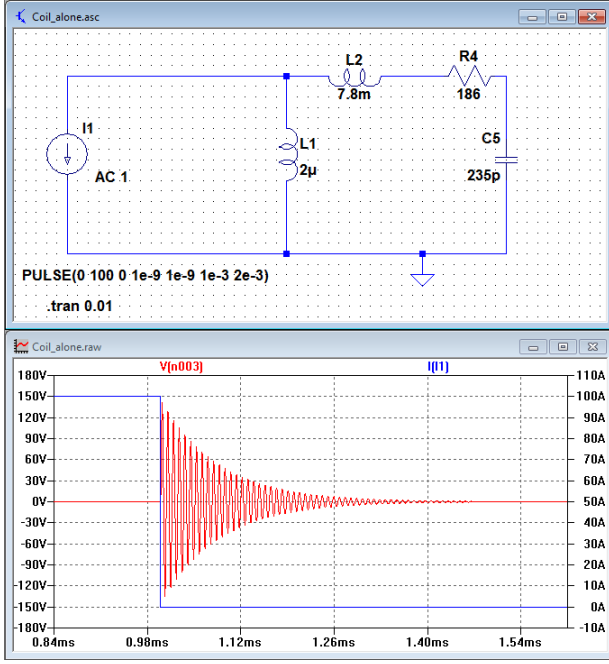 Coil_alone.asc
L2
7.8m
R4
186
I1
AC 1
L1
2µ
C5
235p
PULSE(0 100 0 1e-9 1e-9 1e-3 2e-3)
.tran 0.01
Coil_alone.raw
V(n003) I(I1)
180V 110A
150V 100A
120V 90A
90V 80A
60V 70A
30V 60A
0V 50A
-30V 40A
-60V 30A
-90V 20A
-120V 10A
-150V 0A
-180V -10A
0.84ms 0.98ms 1.12ms 1.26ms 1.40ms 1.54ms